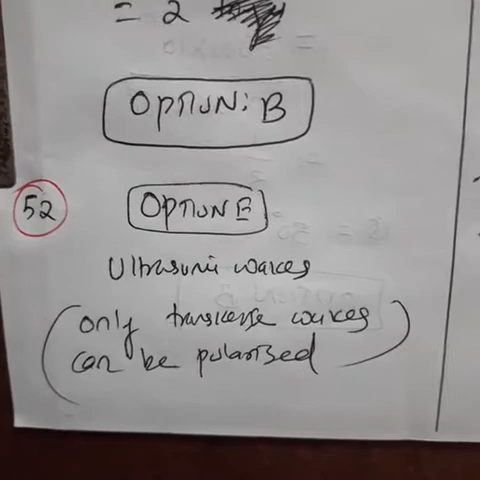 = 2
OPTION: B
52
OPTION E
Ultrasonic waves
(only transverse waves
can be polarised)